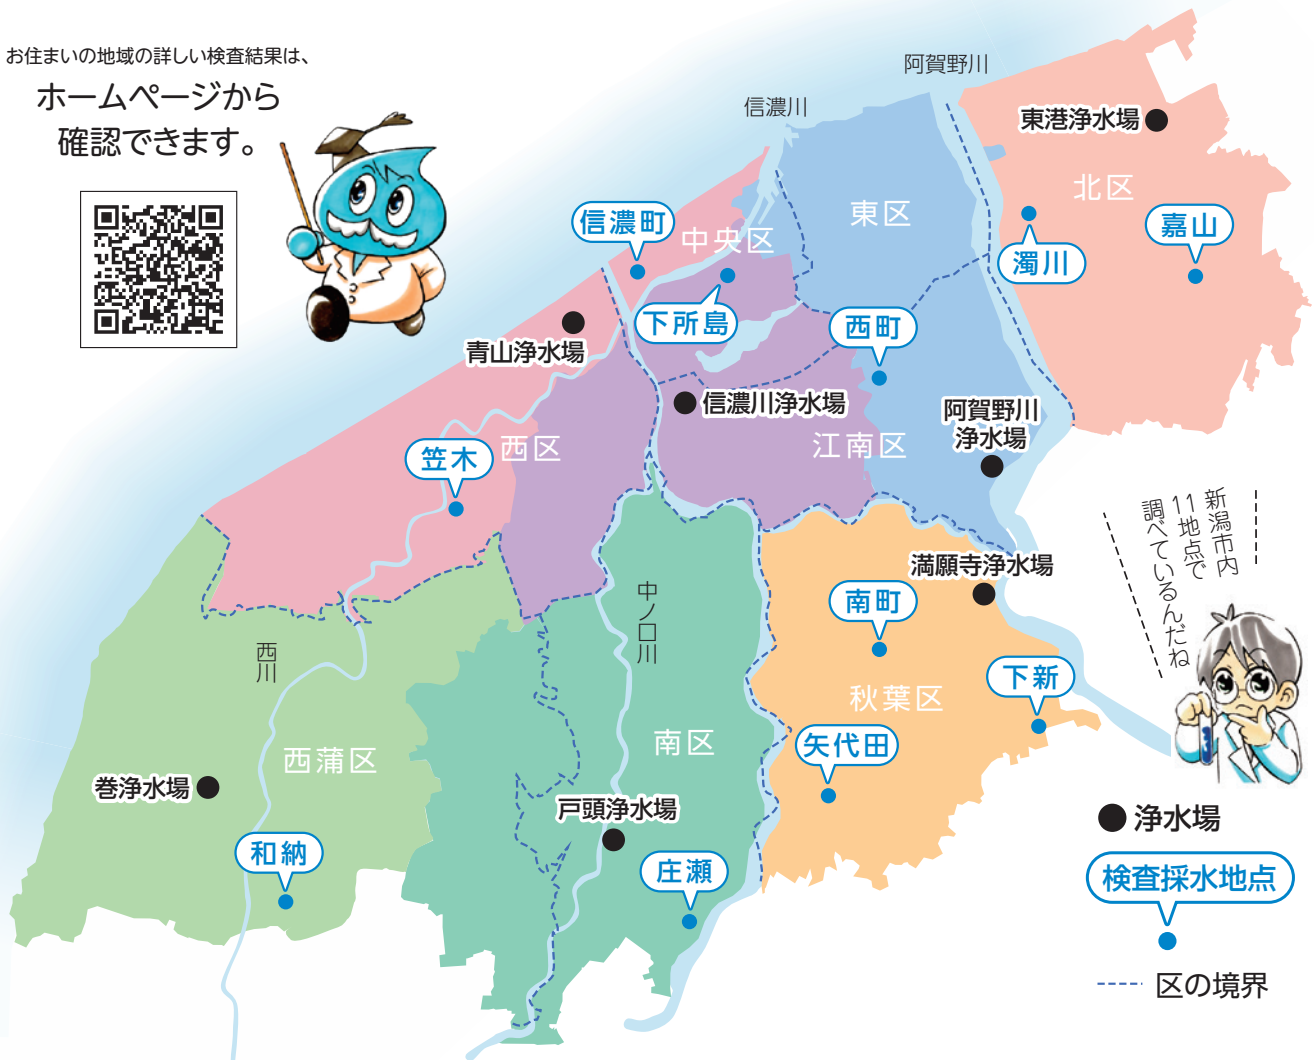 お住まいの地域の詳しい検査結果は、
ホームページから
確認できます。
阿賀野川
信濃川
東港浄水場
北区
嘉山
濁川
東区
信濃町
中央区
下所島
西町
青山浄水場
信濃川浄水場
阿賀野川
浄水場
江南区
西区
笠木
満願寺浄水場
南町
下新
秋葉区
矢代田
中ノ口川
西川
西蒲区
南区
巻浄水場
戸頭浄水場
和納
庄瀬
新潟市内
11地点で
調べているんだね
浄水場
検査採水地点
区の境界